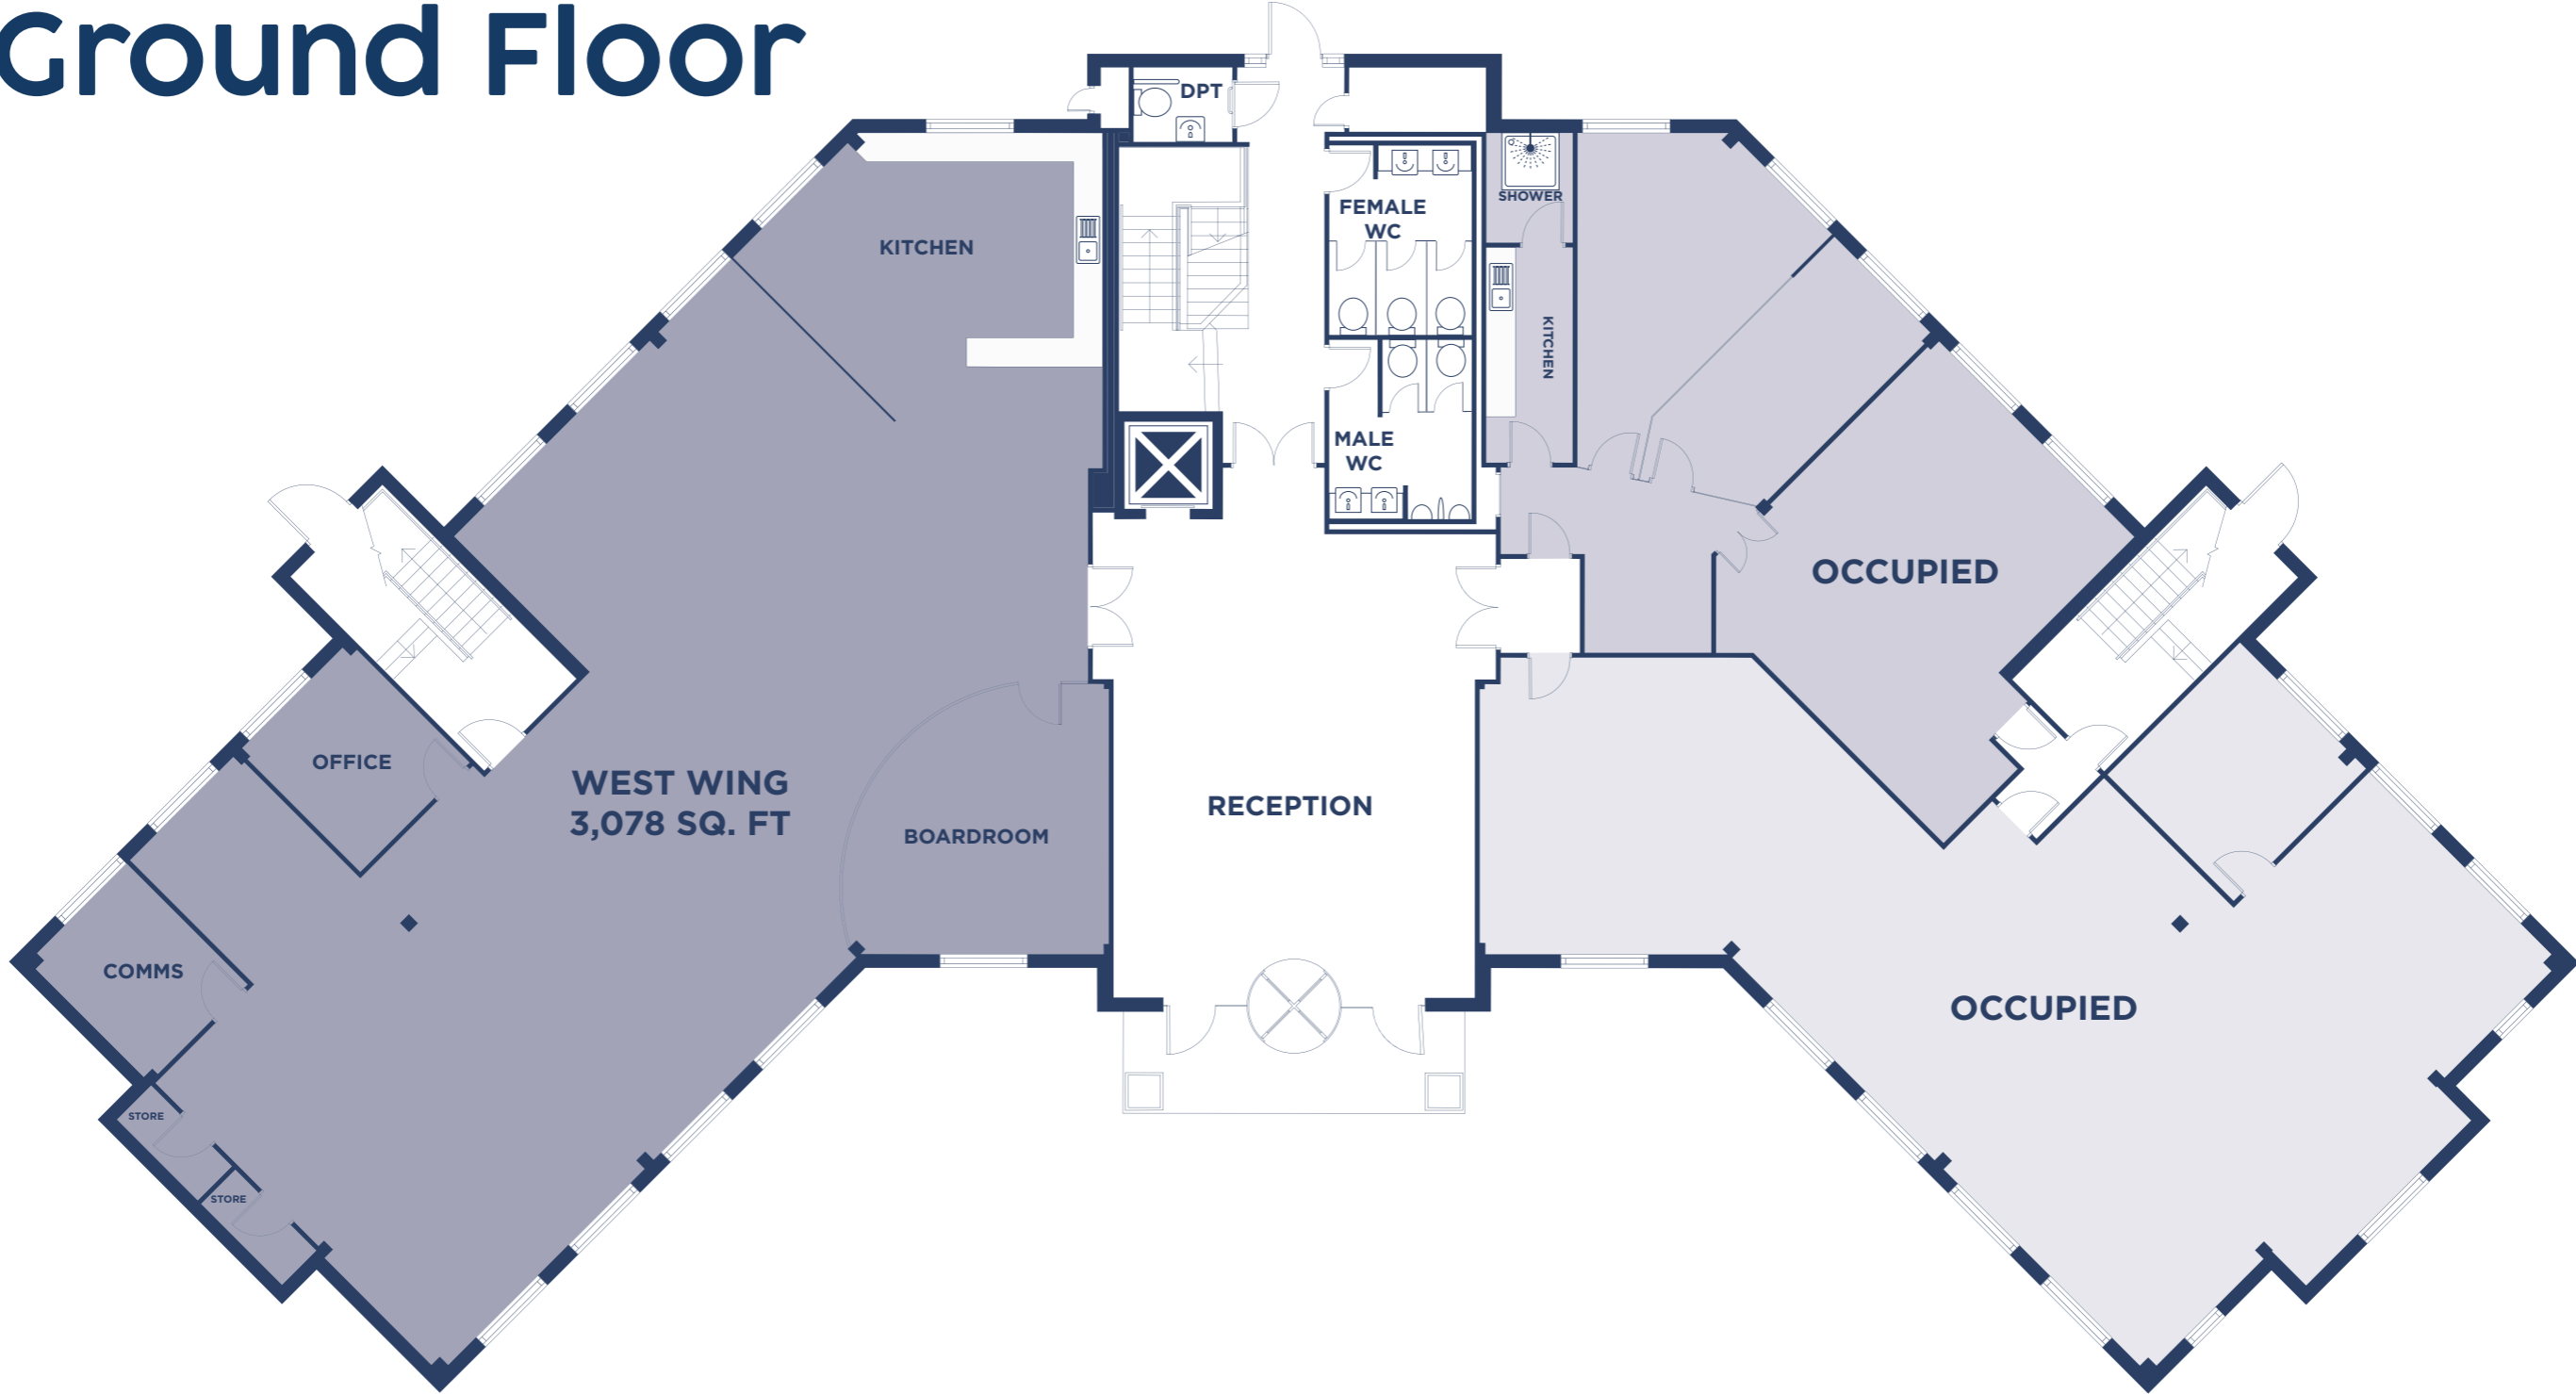 Ground Floor
DPT
SHOWER
FEMALE
WC
KITCHEN
KITCHEN
MALE
WC
OCCUPIED
OFFICE
WEST WING
3,078 SQ. FT
BOARDROOM
RECEPTION
COMMS
OCCUPIED
STORE
STORE